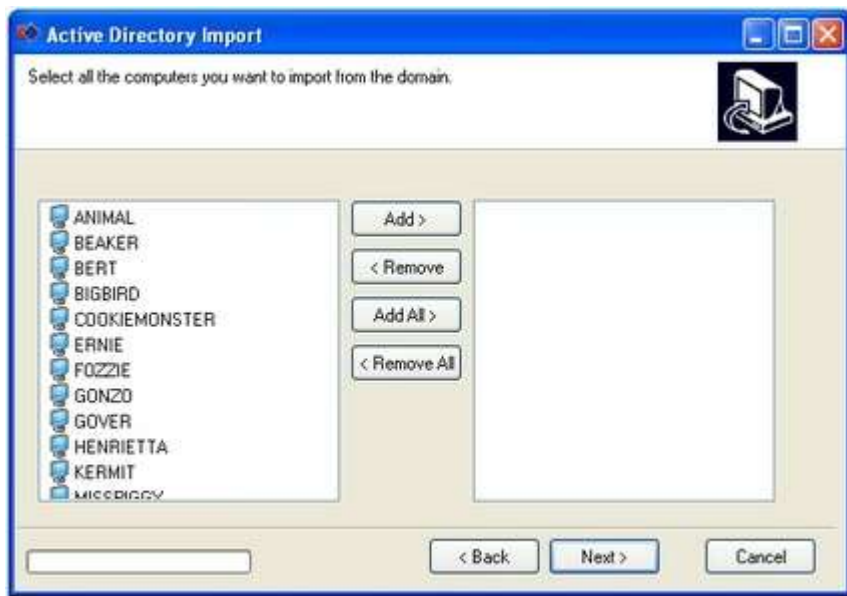 Active Directory Import
Select all the computers you want to import from the domain.
ANIMAL
BEAKER
BERT
BIGBIRD
COOKIEMONSTER
ERNIE
FOZZIE
GONZO
GOVER
HENRIETTA
KERMIT
MISSPIGGY
Add >
< Remove
Add All >
< Remove All
< Back
Next >
Cancel